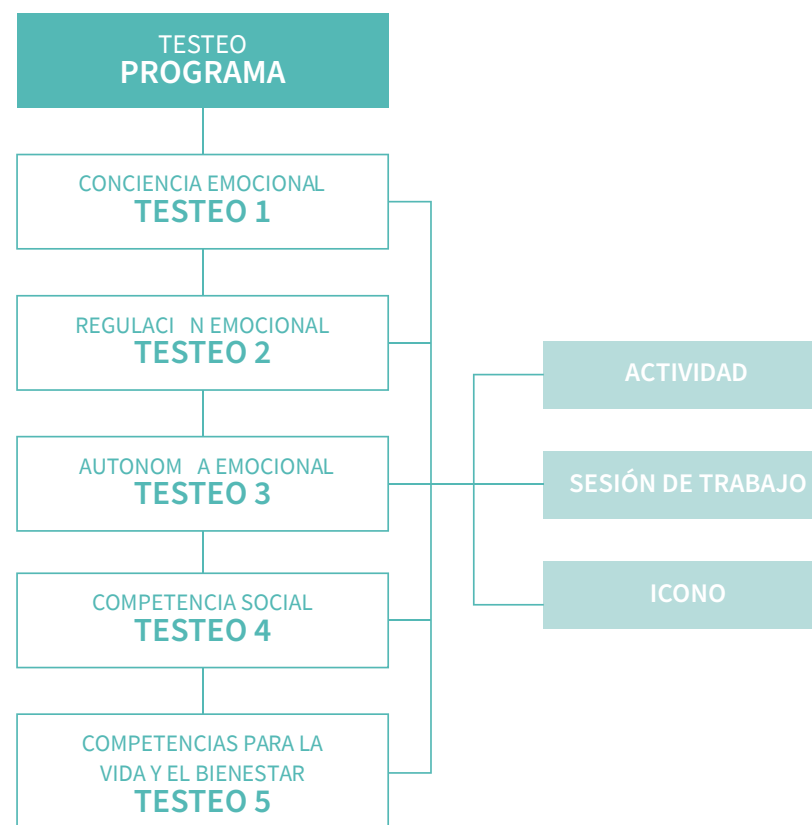 TESTEO
PROGRAMA
CONCIENCIA EMOCIONAL
TESTEO 1
REGULACI N EMOCIONAL
TESTEO 2
AUTONOM A EMOCIONAL
TESTEO 3
COMPETENCIA SOCIAL
TESTEO 4
COMPETENCIAS PARA LA
VIDA Y EL BIENESTAR
TESTEO 5
ACTIVIDAD
SESIÓN DE TRABAJO
ICONO